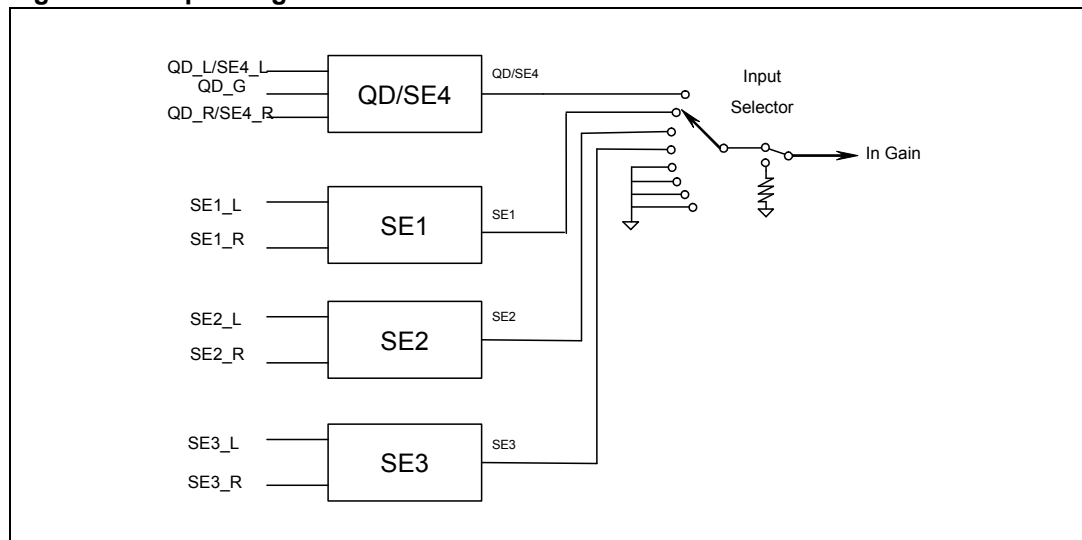 QD_L/SE4_L
QD_G
QD_R/SE4_R
QD/SE4
QD/SE4
Input
Selector
In Gain
SE1_L
SE1_R
SE1
SE1
SE2_L
SE2_R
SE2
SE2
SE3_L
SE3_R
SE3
SE3